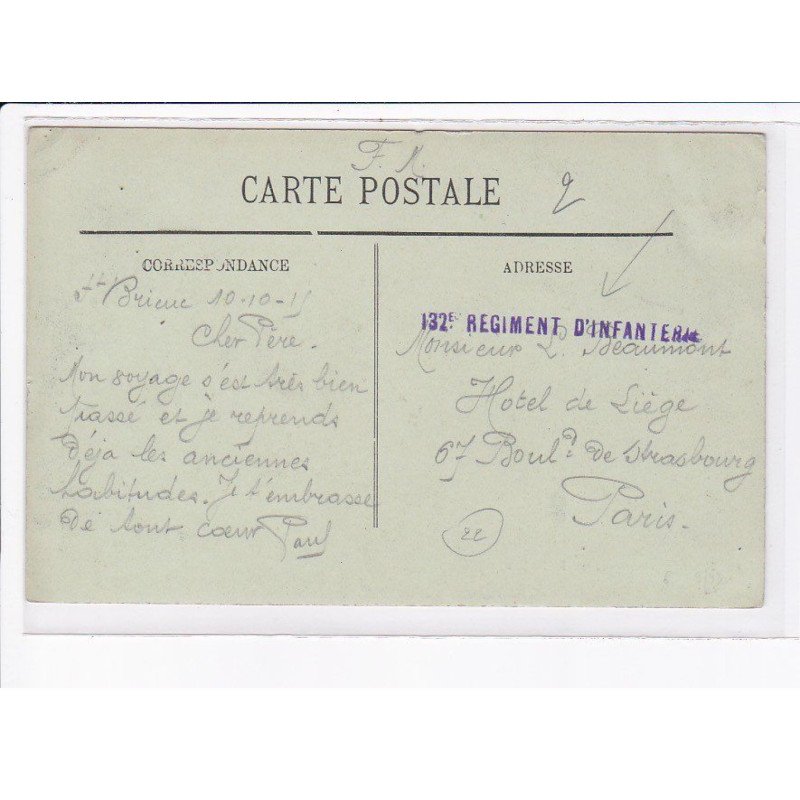 F. M.
CARTE POSTALE
2
CORRESPONDANCE
St Brieuc 10-10-15
Cher Père.
Mon voyage s'est très bien
passé et je reprends
déja les anciennes
habitudes. Je t'embrasse
de tout cœur Paul
ADRESSE
132E REGIMENT D'INFANTERIE
Monsieur L. Beaumont
Hotel de Liège
67 Boul.d de Strasbourg
Paris.
22